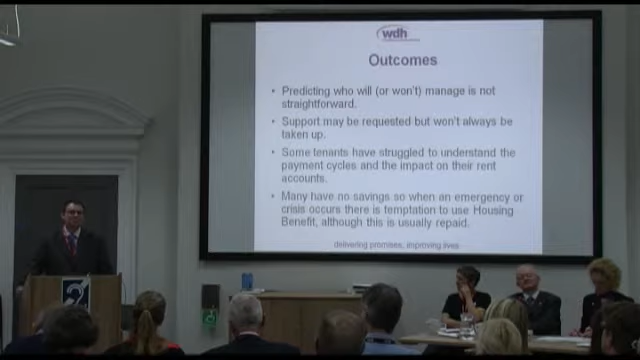 wdh
Outcomes
• Predicting who will (or won't) manage is not
straightforward.
• Support may be requested but won't always be
taken up.
• Some tenants have struggled to understand the
payment cycles and the impact on their rent
accounts.
• Many have no savings so when an emergency or
crisis occurs there is temptation to use Housing
Benefit, although this is usually repaid.
delivering promises, improving lives